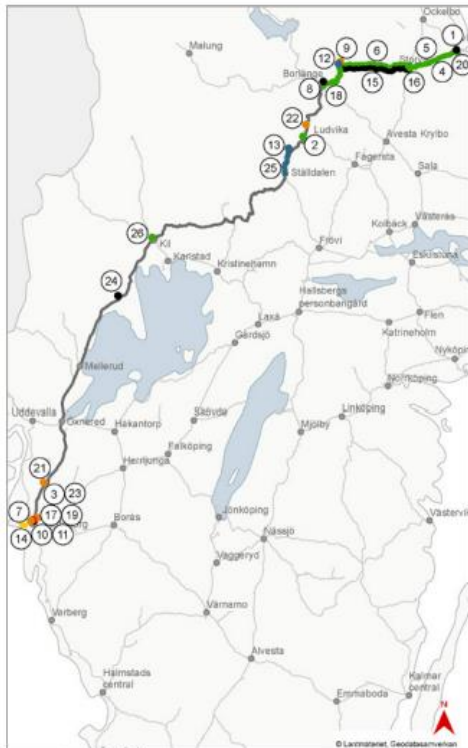 Ockelbo
1
Malung
9
6
5
12
Storvik
4
20
Borlänge
8
18
15
16
22
Ludvika
2
Avesta Krylbo
13
Fagersta
Sala
25
Ställdalen
26
Kil
Karlstad
Kolbäck
Västerås
Kristinehamn
Frövi
Eskilstuna
24
Hallsbergs
personbangård
Laxå
Flen
Gårdsjö
Katrineholm
Mellerud
Norrköping
Uddevalla
Öxnered
Håkantorp
Skövde
Linköping
Mjölby
Herrljunga
Falköping
21
3
23
7
17
19
14
10
11
Borås
Jönköping
Nässjö
Vaggeryd
Varberg
Värnamo
Alvesta
Halmstads
central
Kalmar
central
Emmaboda
N
© Lantmäteriet, Geodatasamverkan